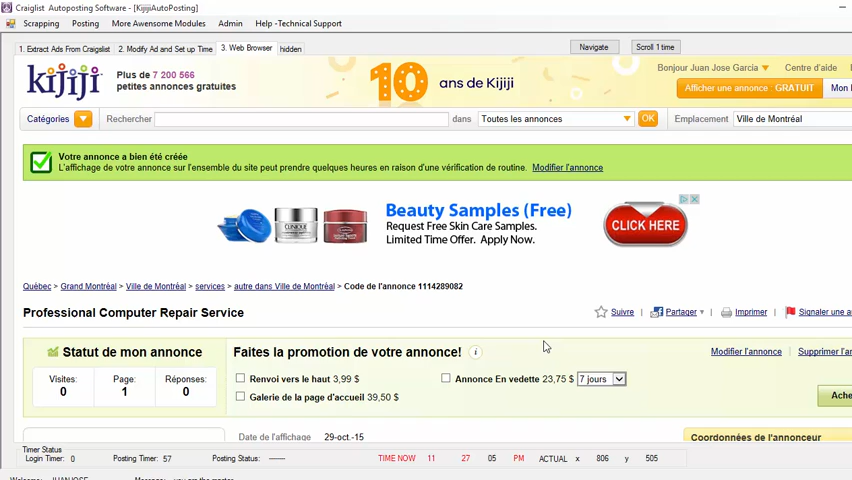 Craiglist Autoposting Software - [KijijiAutoPosting]
Scrapping Posting More Awesome Modules Admin Help -Technical Support
1. Extract Ads From Craigslist 2. Modify Ad and Set up Time 3. Web Browser hidden Navigate Scroll 1 time
kijiji
Plus de 7 200 566
petites annonces gratuites
10 ans de Kijiji
Bonjour Juan Jose Garcia Centre d'aide
Afficher une annonce GRATUIT Mon
Catégories Rechercher dans Toutes les annonces OK Emplacement Ville de Montréal
Votre annonce a bien été créée
L'affichage de votre annonce sur l'ensemble du site peut prendre quelques heures en raison d'une vérification de routine. Modifier l'annonce
Beauty Samples (Free)
Request Free Skin Care Samples.
Limited Time Offer. Apply Now.
CLINIQUE
CLICK HERE
Québec > Grand Montréal > Ville de Montréal > services > autre dans Ville de Montréal > Code de l'annonce 1114289082
Professional Computer Repair Service
Suivre | Partager | Imprimer | Signaler une a
Statut de mon annonce
Visites: Page: Réponses:
0 1 0
Faites la promotion de votre annonce! i
Modifier l'annonce | Supprimer l'an
Renvoi vers le haut 3,99 $ Annonce En vedette 23,75 $ 7 jours
Galerie de la page d'accueil 39,50 $
Ache
Date de l'affichage 29-oct.-15
Coordonnées de l'annonceur
Timer Status
Login Timer: 0 Posting Timer: 57 Posting Status: ------ TIME NOW 11 27 05 PM ACTUAL x 806 y 505